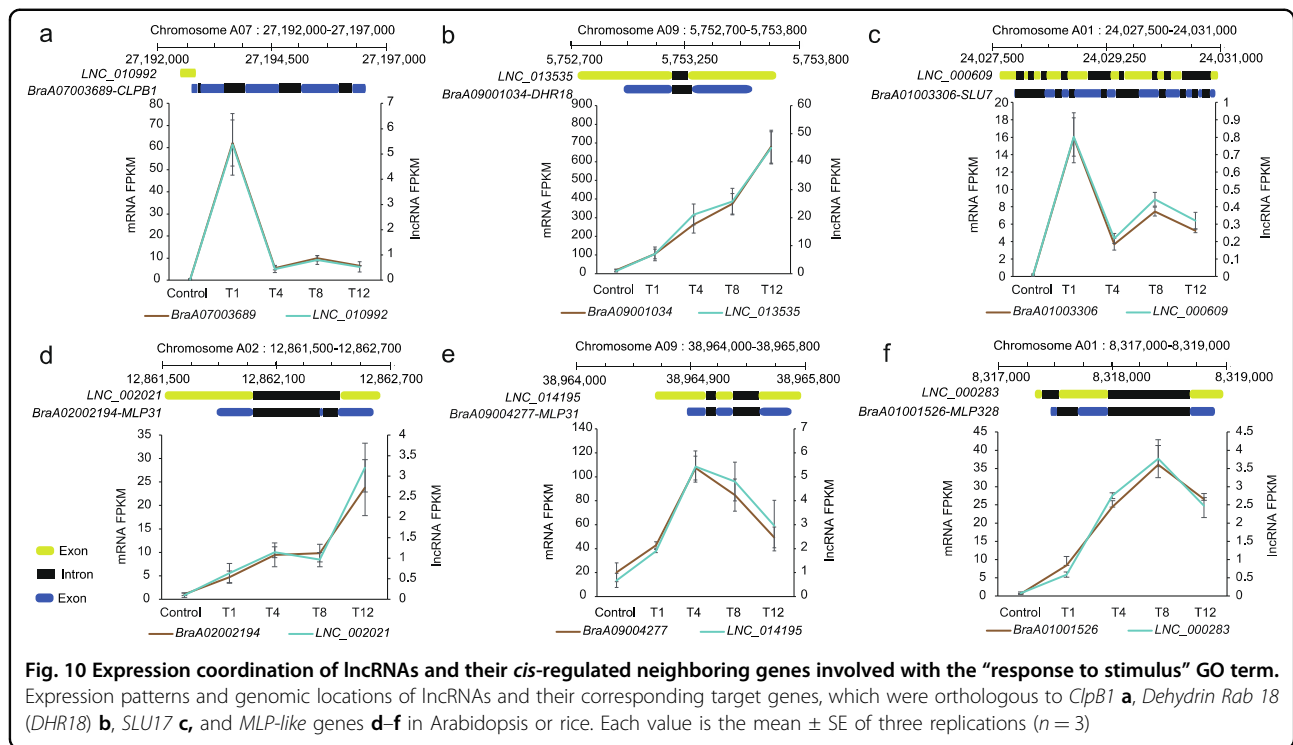 a
Chromosome A07 : 27,192,000-27,197,000
27,192,000 27,194,500 27,197,000
LNC_010992
BraA07003689-CLPB1
mRNA FPKM
80
70
60
50
40
30
20
10
0
7
6
5
4
3
2
1
0
lncRNA FPKM
Control T1 T4 T8 T12
BraA07003689 LNC_010992
b
Chromosome A09 : 5,752,700-5,753,800
5,752,700 5,753,250 5,753,800
LNC_013535
BraA09001034-DHR18
mRNA FPKM
900
800
700
600
500
400
300
200
100
0
60
50
40
30
20
10
0
lncRNA FPKM
Control T1 T4 T8 T12
BraA09001034 LNC_013535
c
Chromosome A01 : 24,027,500-24,031,000
24,027,500 24,029,250 24,031,000
LNC_000609
BraA01003306-SLU7
mRNA FPKM
20
18
16
14
12
10
8
6
4
2
0
1
0.9
0.8
0.7
0.6
0.5
0.4
0.3
0.2
0.1
0
lncRNA FPKM
Control T1 T4 T8 T12
BraA01003306 LNC_000609
d
Chromosome A02 : 12,861,500-12,862,700
12,861,500 12,862,100 12,862,700
LNC_002021
BraA02002194-MLP31
mRNA FPKM
35
30
25
20
15
10
5
0
4
3.5
3
2.5
2
1.5
1
0.5
0
lncRNA FPKM
Control T1 T4 T8 T12
BraA02002194 LNC_002021
Exon
Intron
Exon
e
Chromosome A09 : 38,964,000-38,965,800
38,964,000 38,964,900 38,965,800
LNC_014195
BraA09004277-MLP31
mRNA FPKM
140
120
100
80
60
40
20
0
7
6
5
4
3
2
1
0
lncRNA FPKM
Control T1 T4 T8 T12
BraA09004277 LNC_014195
f
Chromosome A01 : 8,317,000-8,319,000
8,317,000 8,318,000 8,319,000
LNC_000283
BraA01001526-MLP328
mRNA FPKM
45
40
35
30
25
20
15
10
5
0
4.5
4
3.5
3
2.5
2
1.5
1
0.5
0
lncRNA FPKM
Control T1 T4 T8 T12
BraA01001526 LNC_000283
Fig. 10 Expression coordination of lncRNAs and their cis-regulated neighboring genes involved with the “response to stimulus” GO term.
Expression patterns and genomic locations of lncRNAs and their corresponding target genes, which were orthologous to ClpB1 a, Dehydrin Rab 18
(DHR18) b, SLU17 c, and MLP-like genes d–f in Arabidopsis or rice. Each value is the mean ± SE of three replications (n = 3)